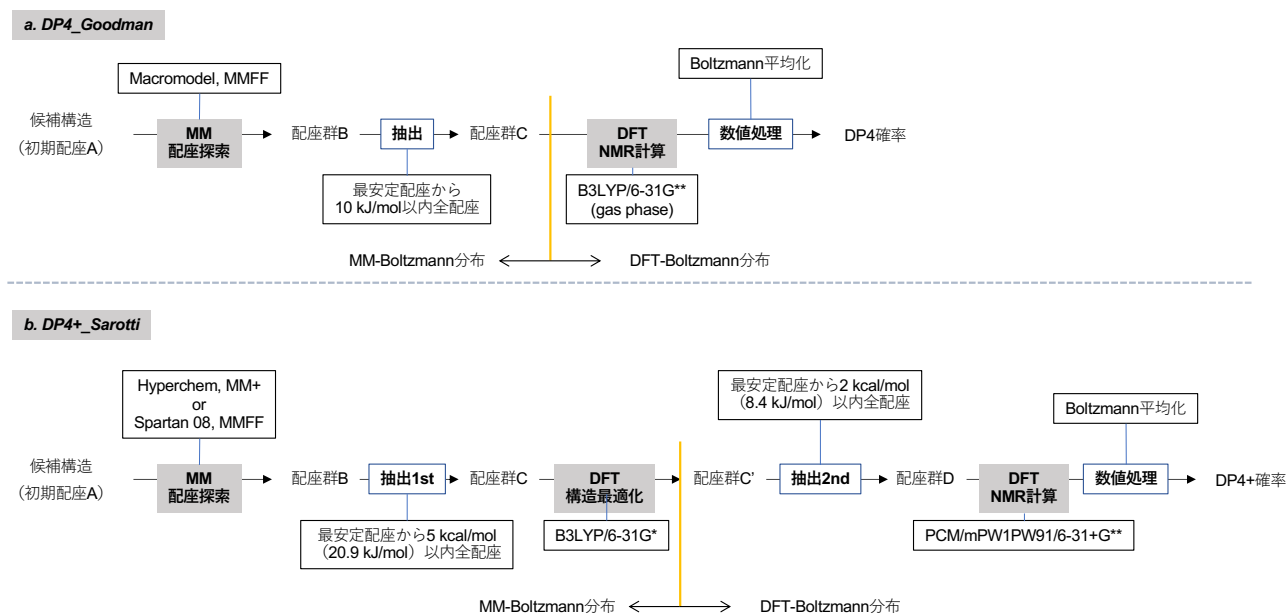 a. DP4_Goodman
Macromodel, MMFF
Boltzmann平均化
候補構造
（初期配座A）
MM
配座探索
配座群B
抽出
配座群C
DFT
NMR計算
数値処理
DP4確率
最安定配座から
10 kJ/mol以内全配座
B3LYP/6-31G**
(gas phase)
MM-Boltzmann分布
DFT-Boltzmann分布
b. DP4+_Sarotti
Hyperchem, MM+
or
Spartan 08, MMFF
最安定配座から2 kcal/mol
（8.4 kJ/mol）以内全配座
Boltzmann平均化
候補構造
（初期配座A）
MM
配座探索
配座群B
抽出1st
配座群C
DFT
構造最適化
配座群C’
抽出2nd
配座群D
DFT
NMR計算
数値処理
DP4+確率
最安定配座から5 kcal/mol
（20.9 kJ/mol）以内全配座
B3LYP/6-31G*
PCM/mPW1PW91/6-31+G**
MM-Boltzmann分布
DFT-Boltzmann分布